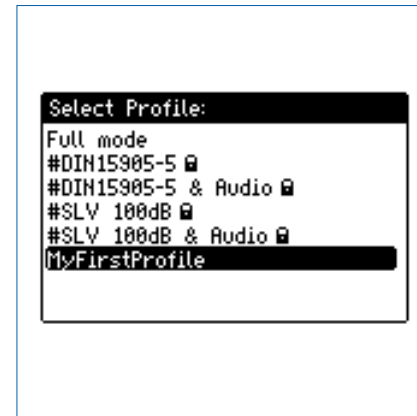 Select Profile:
Full mode
#DIN15905-5
#DIN15905-5 & Audio
#SLV 100dB
#SLV 100dB & Audio
MyFirstProfile